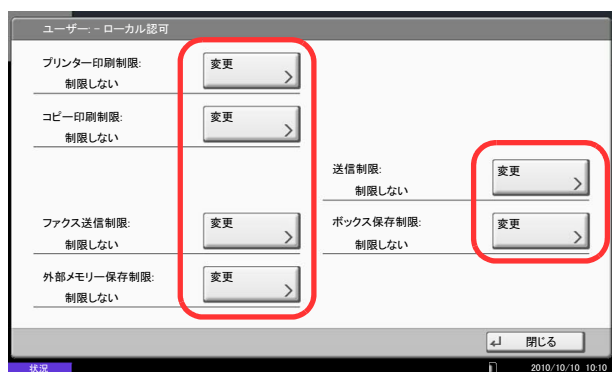 ユーザー: - ローカル認可
プリンター印刷制限:
変更
制限しない
コピー印刷制限:
変更
制限しない
送信制限:
変更
制限しない
ファクス送信制限:
変更
制限しない
ボックス保存制限:
変更
制限しない
外部メモリー保存制限:
変更
制限しない
閉じる
状況
2010/10/10 10:10